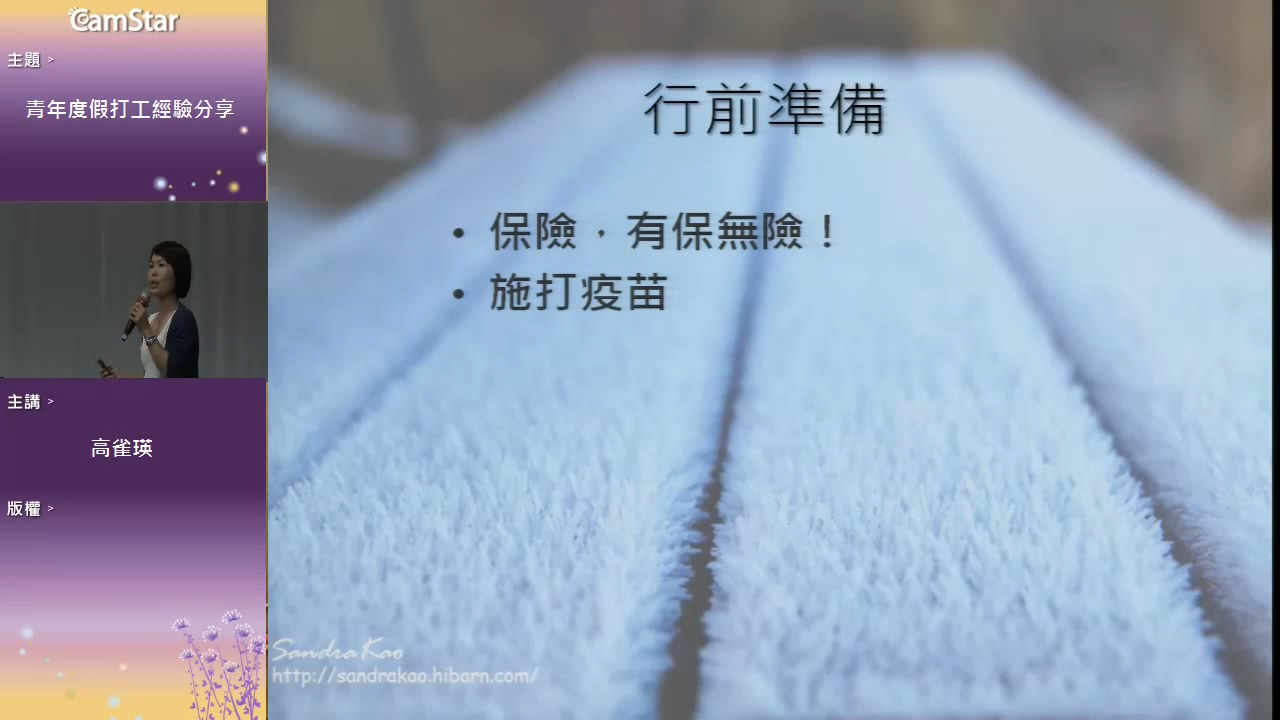 CamStar
主題 >
青年度假打工經驗分享
主講 >
高雀瑛
版權 >
行前準備
• 保險，有保無險！
• 施打疫苗
Sandra Kao
http://sandrakao.hibarn.com/